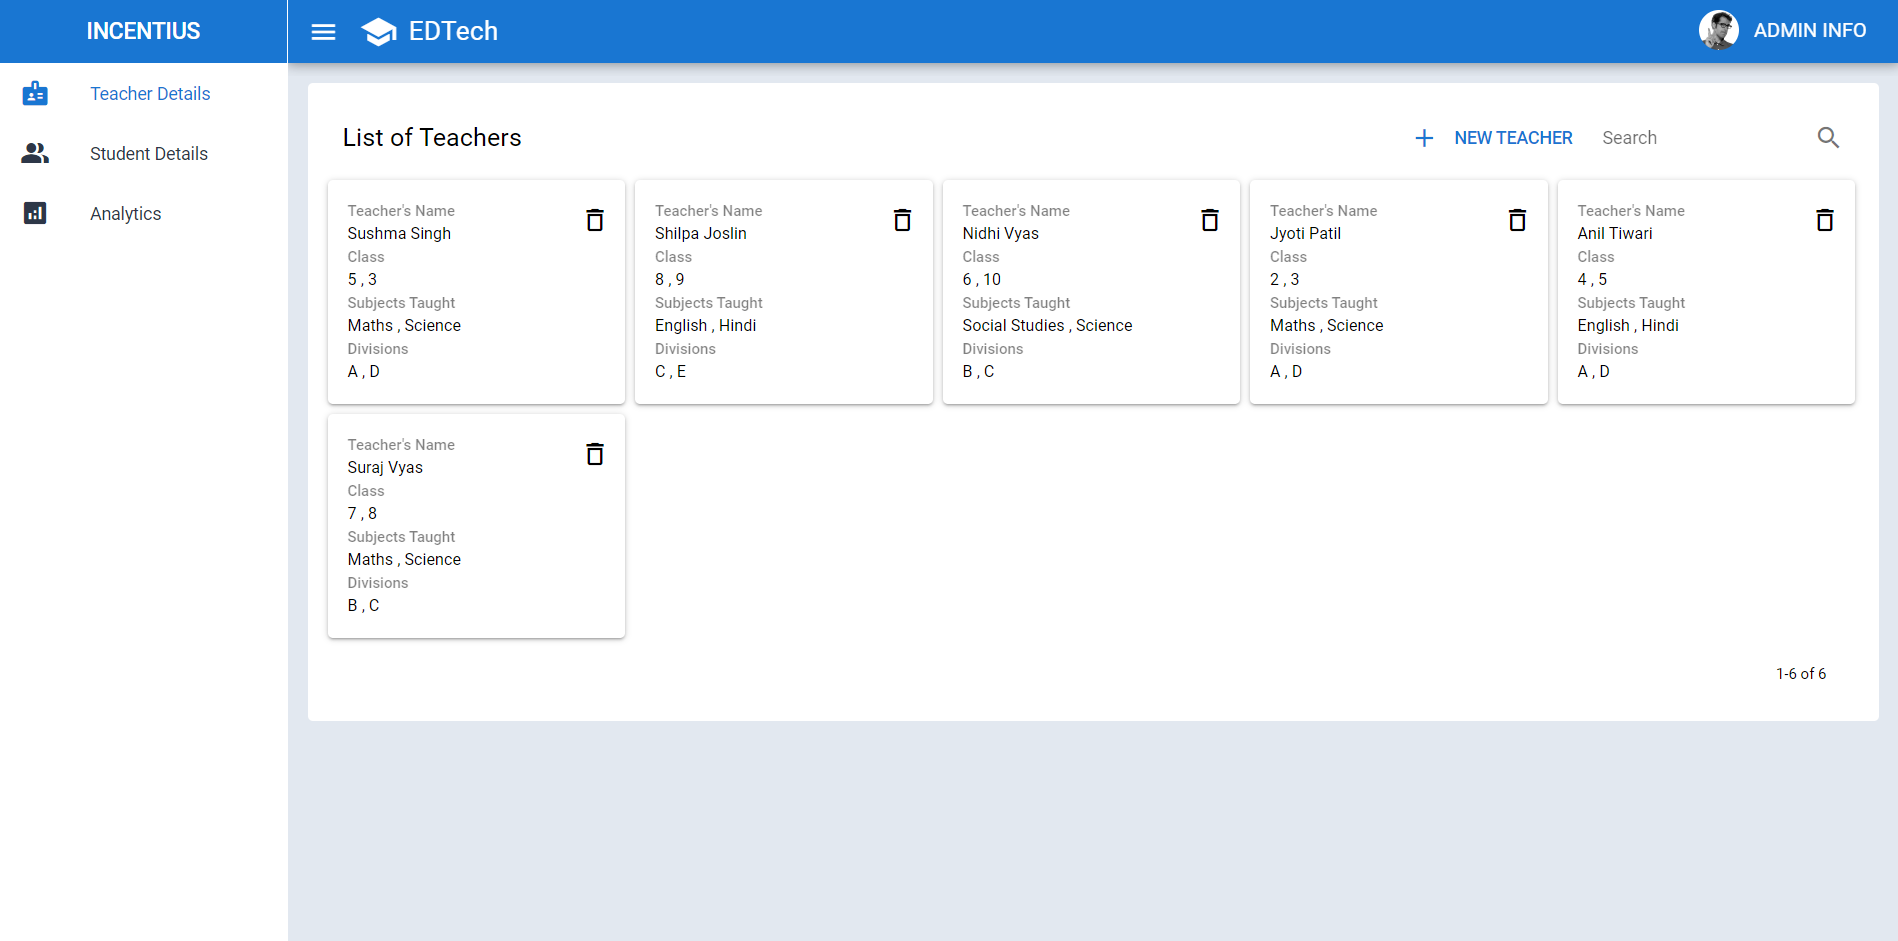 INCENTIUS
EDTech
ADMIN INFO
Teacher Details
Student Details
Analytics
List of Teachers
NEW TEACHER
Search
Teacher's Name
Sushma Singh
Class
5 , 3
Subjects Taught
Maths , Science
Divisions
A , D
Teacher's Name
Shilpa Joslin
Class
8 , 9
Subjects Taught
English , Hindi
Divisions
C , E
Teacher's Name
Nidhi Vyas
Class
6 , 10
Subjects Taught
Social Studies , Science
Divisions
B , C
Teacher's Name
Jyoti Patil
Class
2 , 3
Subjects Taught
Maths , Science
Divisions
A , D
Teacher's Name
Anil Tiwari
Class
4 , 5
Subjects Taught
English , Hindi
Divisions
A , D
Teacher's Name
Suraj Vyas
Class
7 , 8
Subjects Taught
Maths , Science
Divisions
B , C
1-6 of 6